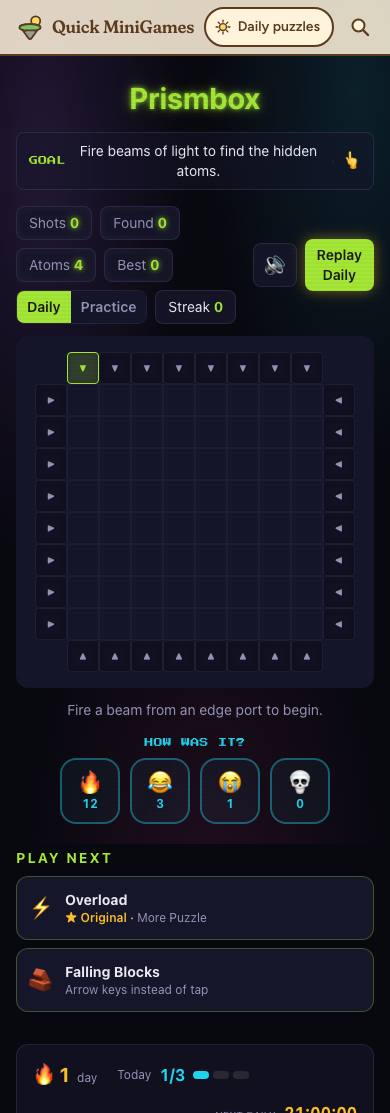 Quick MiniGames
Daily puzzles
Prismbox
GOAL
Fire beams of light to find the hidden
atoms.
Shots 0
Found 0
Atoms 4
Best 0
Replay
Daily
Daily
Practice
Streak 0
Fire a beam from an edge port to begin.
HOW WAS IT?
12
3
1
0
PLAY NEXT
Overload
Original · More Puzzle
Falling Blocks
Arrow keys instead of tap
1 day
Today 1/3
21:00:00